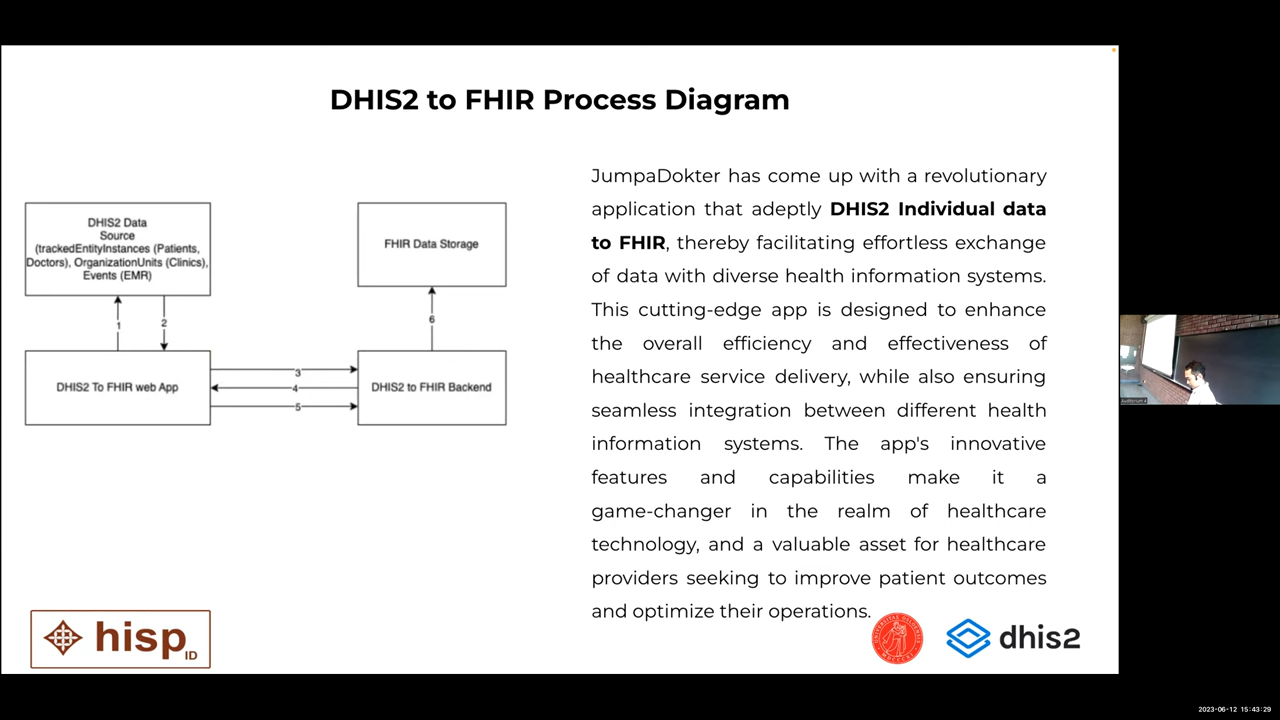 DHIS2 to FHIR Process Diagram
DHIS2 Data
Source
(trackedEntityInstances (Patients,
Doctors), OrganizationUnits (Clinics),
Events (EMR)
FHIR Data Storage
1
2
6
DHIS2 To FHIR web App
3
4
5
DHIS2 to FHIR Backend
JumpaDokter has come up with a revolutionary
application that adeptly DHIS2 Individual data
to FHIR, thereby facilitating effortless exchange
of data with diverse health information systems.
This cutting-edge app is designed to enhance
the overall efficiency and effectiveness of
healthcare service delivery, while also ensuring
seamless integration between different health
information systems. The app's innovative
features and capabilities make it a
game-changer in the realm of healthcare
technology, and a valuable asset for healthcare
providers seeking to improve patient outcomes
and optimize their operations.
hisp
ID
dhis2
2023-06-12 15:43:29